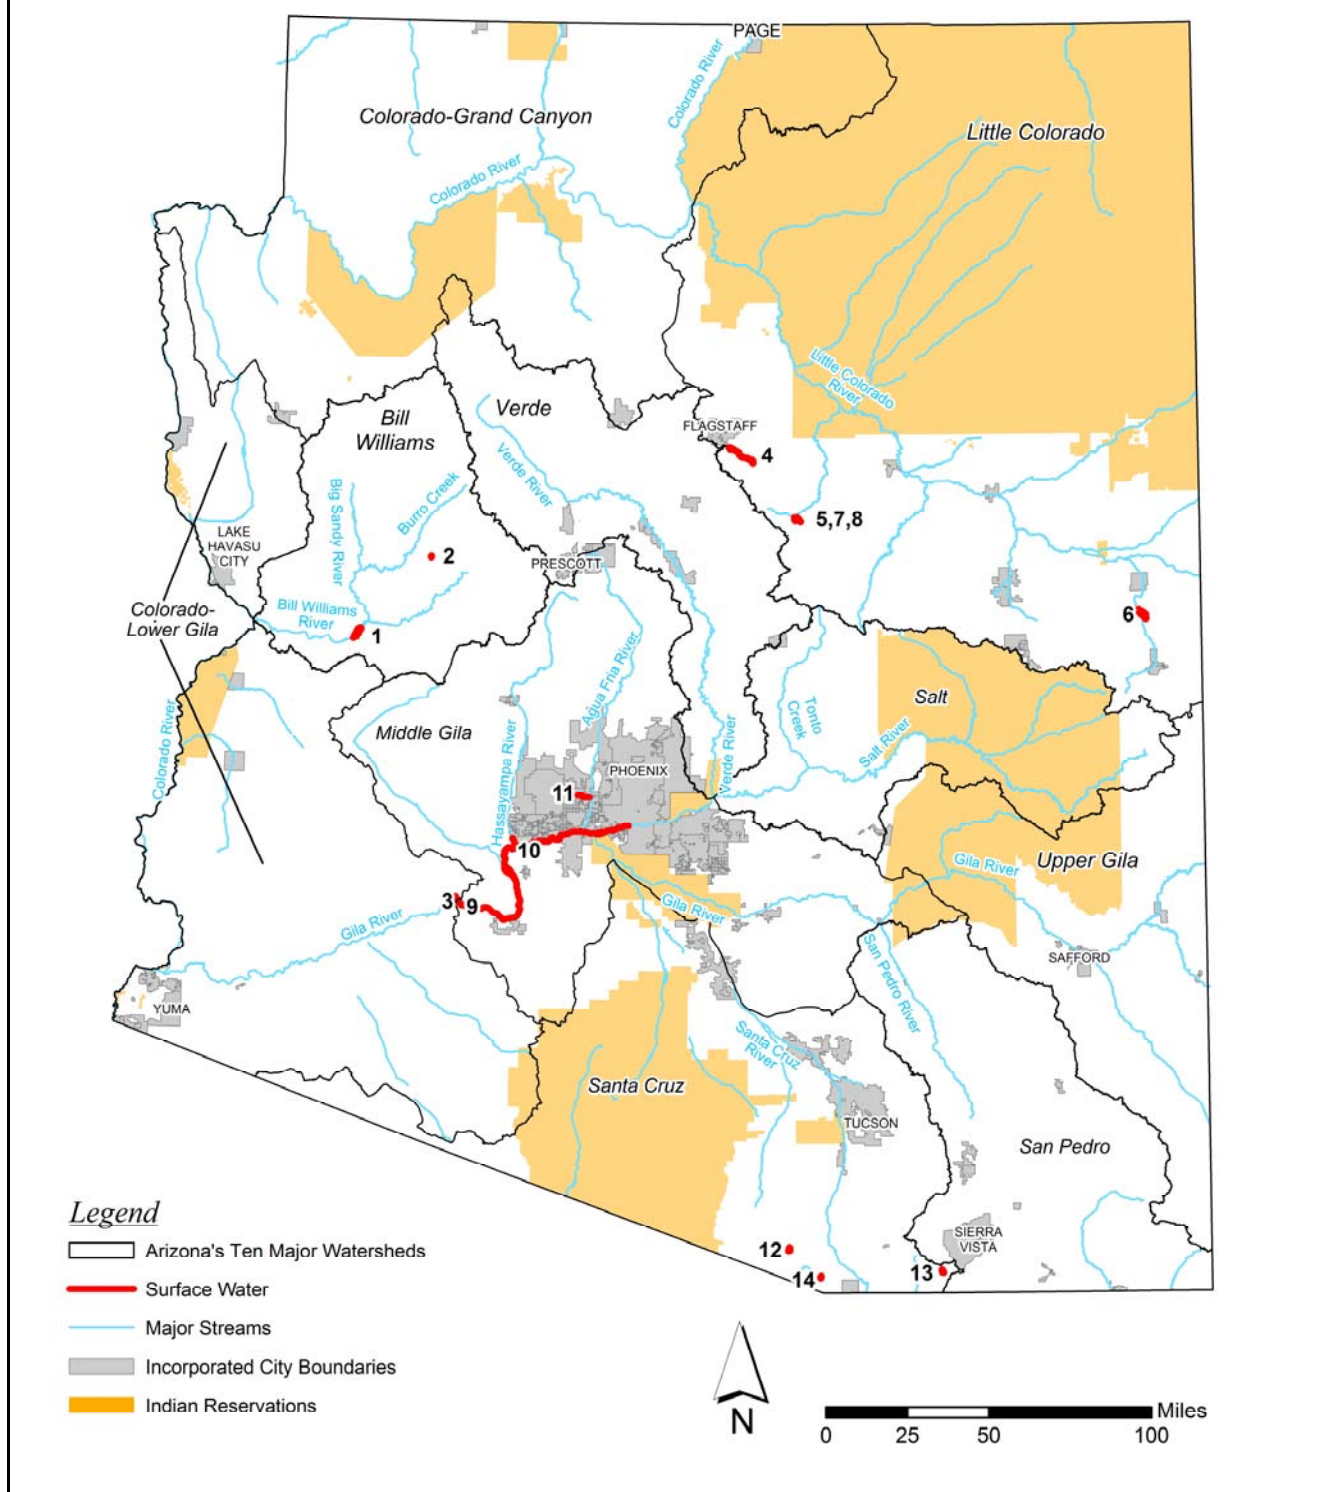 PAGE
Colorado River
Colorado-Grand Canyon
Little Colorado
Colorado River
Little Colorado
River
Bill
Williams
Verde
FLAGSTAFF
4
Verde River
Big Sandy River
Burro Creek
5,7,8
LAKE
HAVASU
CITY
2
PRESCOTT
Colorado-
Lower Gila
Bill Williams
River
1
6
Agua Fria River
Salt
Tonto
Creek
Colorado River
Middle Gila
Hassayampa River
Verde River
Salt River
PHOENIX
11
10
Upper Gila
Gila River
3
9
Gila River
Gila River
San Pedro River
SAFFORD
YUMA
Santa Cruz
River
Santa Cruz
TUCSON
San Pedro
Legend
SIERRA
VISTA
12
13
14
Arizona's Ten Major Watersheds
Surface Water
Major Streams
Incorporated City Boundaries
Indian Reservations
N
Miles
0 25 50 100